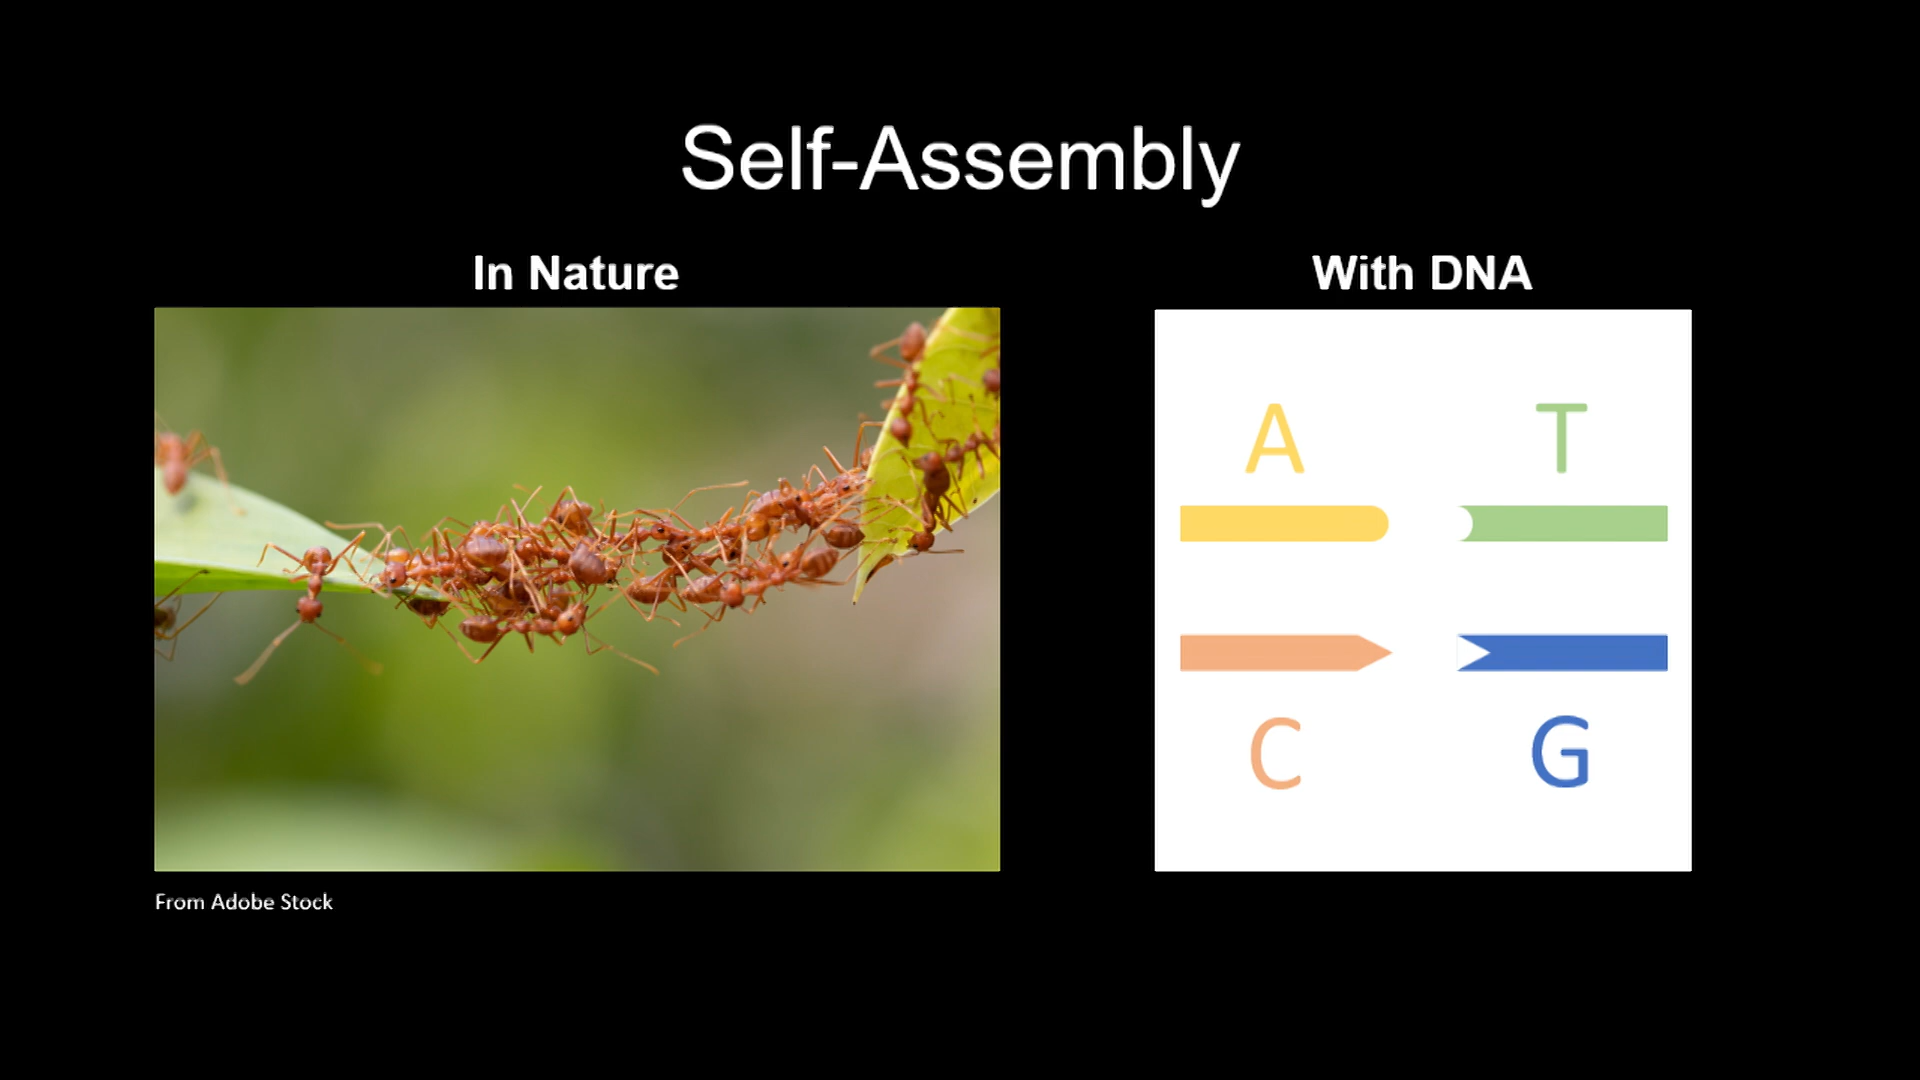 Self-Assembly
In Nature
With DNA
A
T
C
G
From Adobe Stock